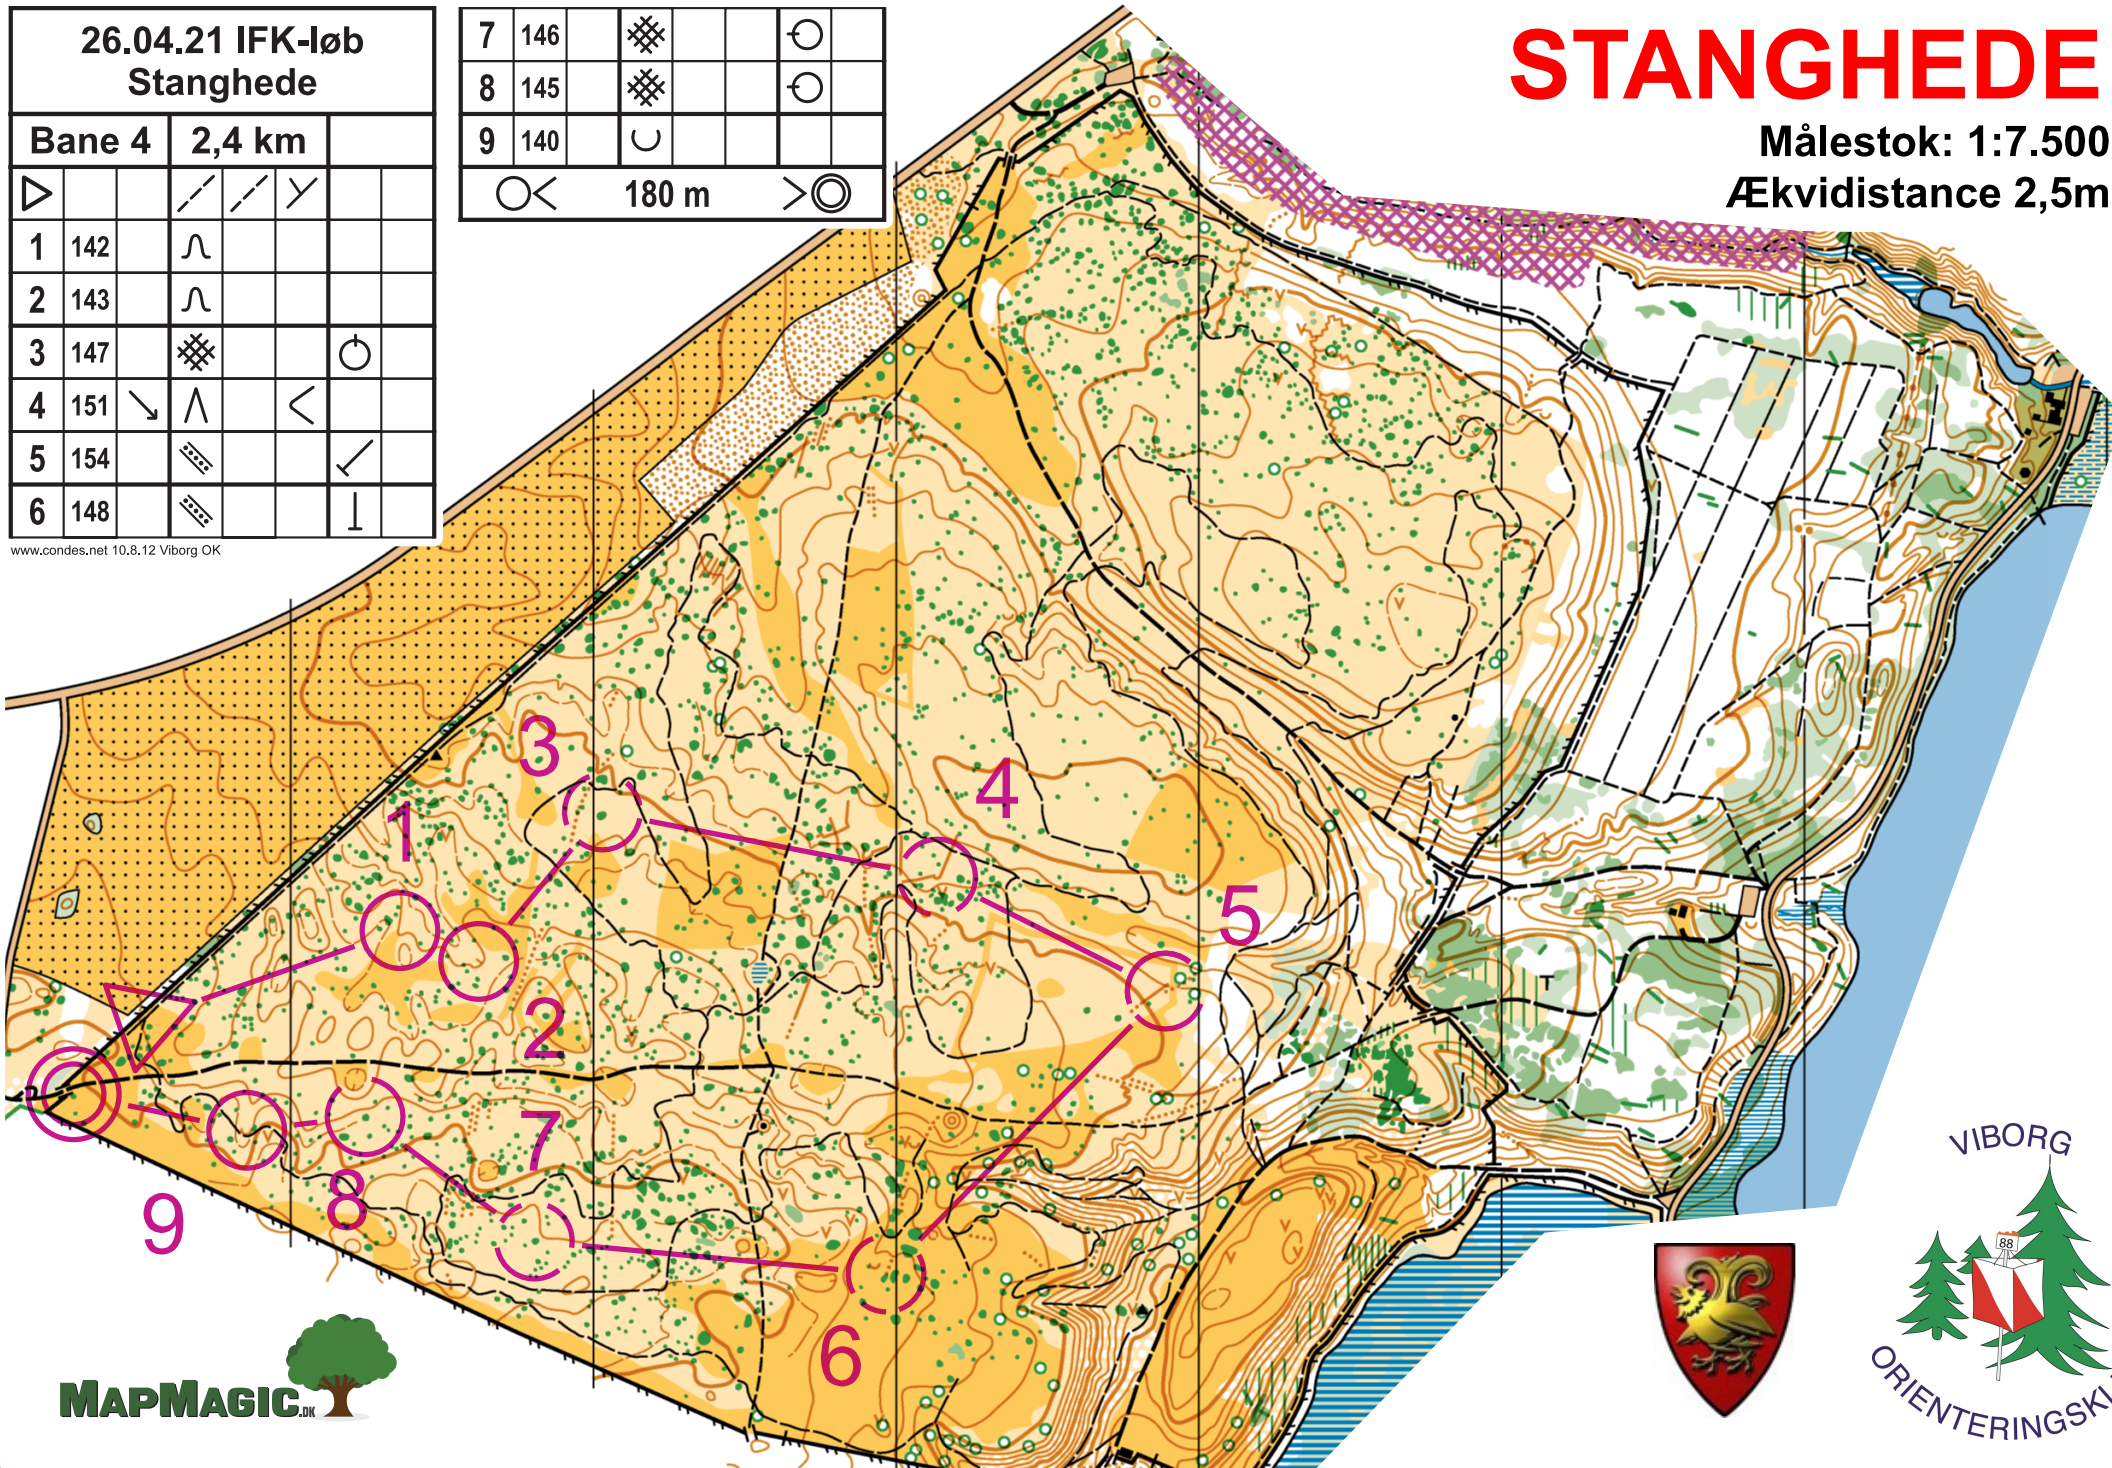 26.04.21 IFK-løb
Stanghede
Bane 4 2,4 km
1 142
2 143
3 147
4 151
5 154
6 148
www.condes.net 10.8.12 Viborg OK
7 146
8 145
9 140
180 m
STANGHEDE
Målestok: 1:7.500
Ækvidistance 2,5m
1
2
3
4
5
6
7
8
9
MAPMAGIC.DK
VIBORG
88
ORIENTERINGSKL